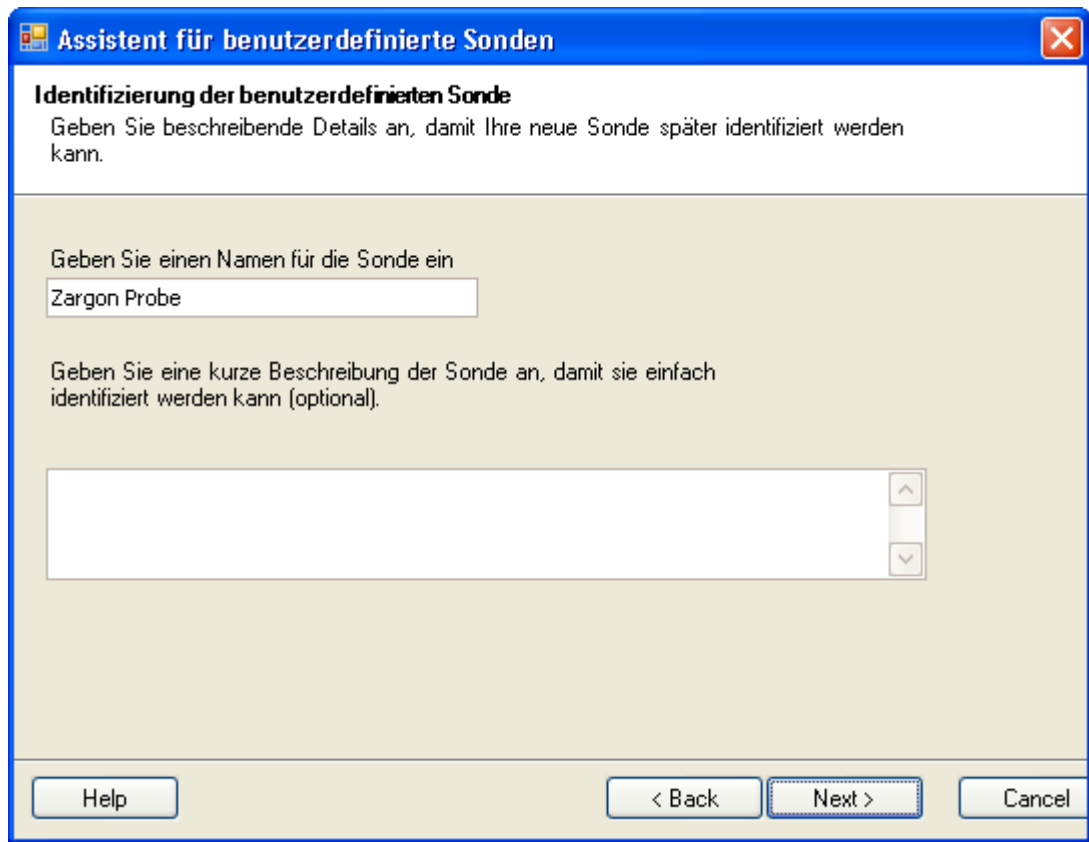 Assistent für benutzerdefinierte Sonden
Identifizierung der benutzerdefinierten Sonde
Geben Sie beschreibende Details an, damit Ihre neue Sonde später identifiziert werden
kann.
Geben Sie einen Namen für die Sonde ein
Zargon Probe
Geben Sie eine kurze Beschreibung der Sonde an, damit sie einfach
identifiziert werden kann (optional).
Help
< Back
Next >
Cancel